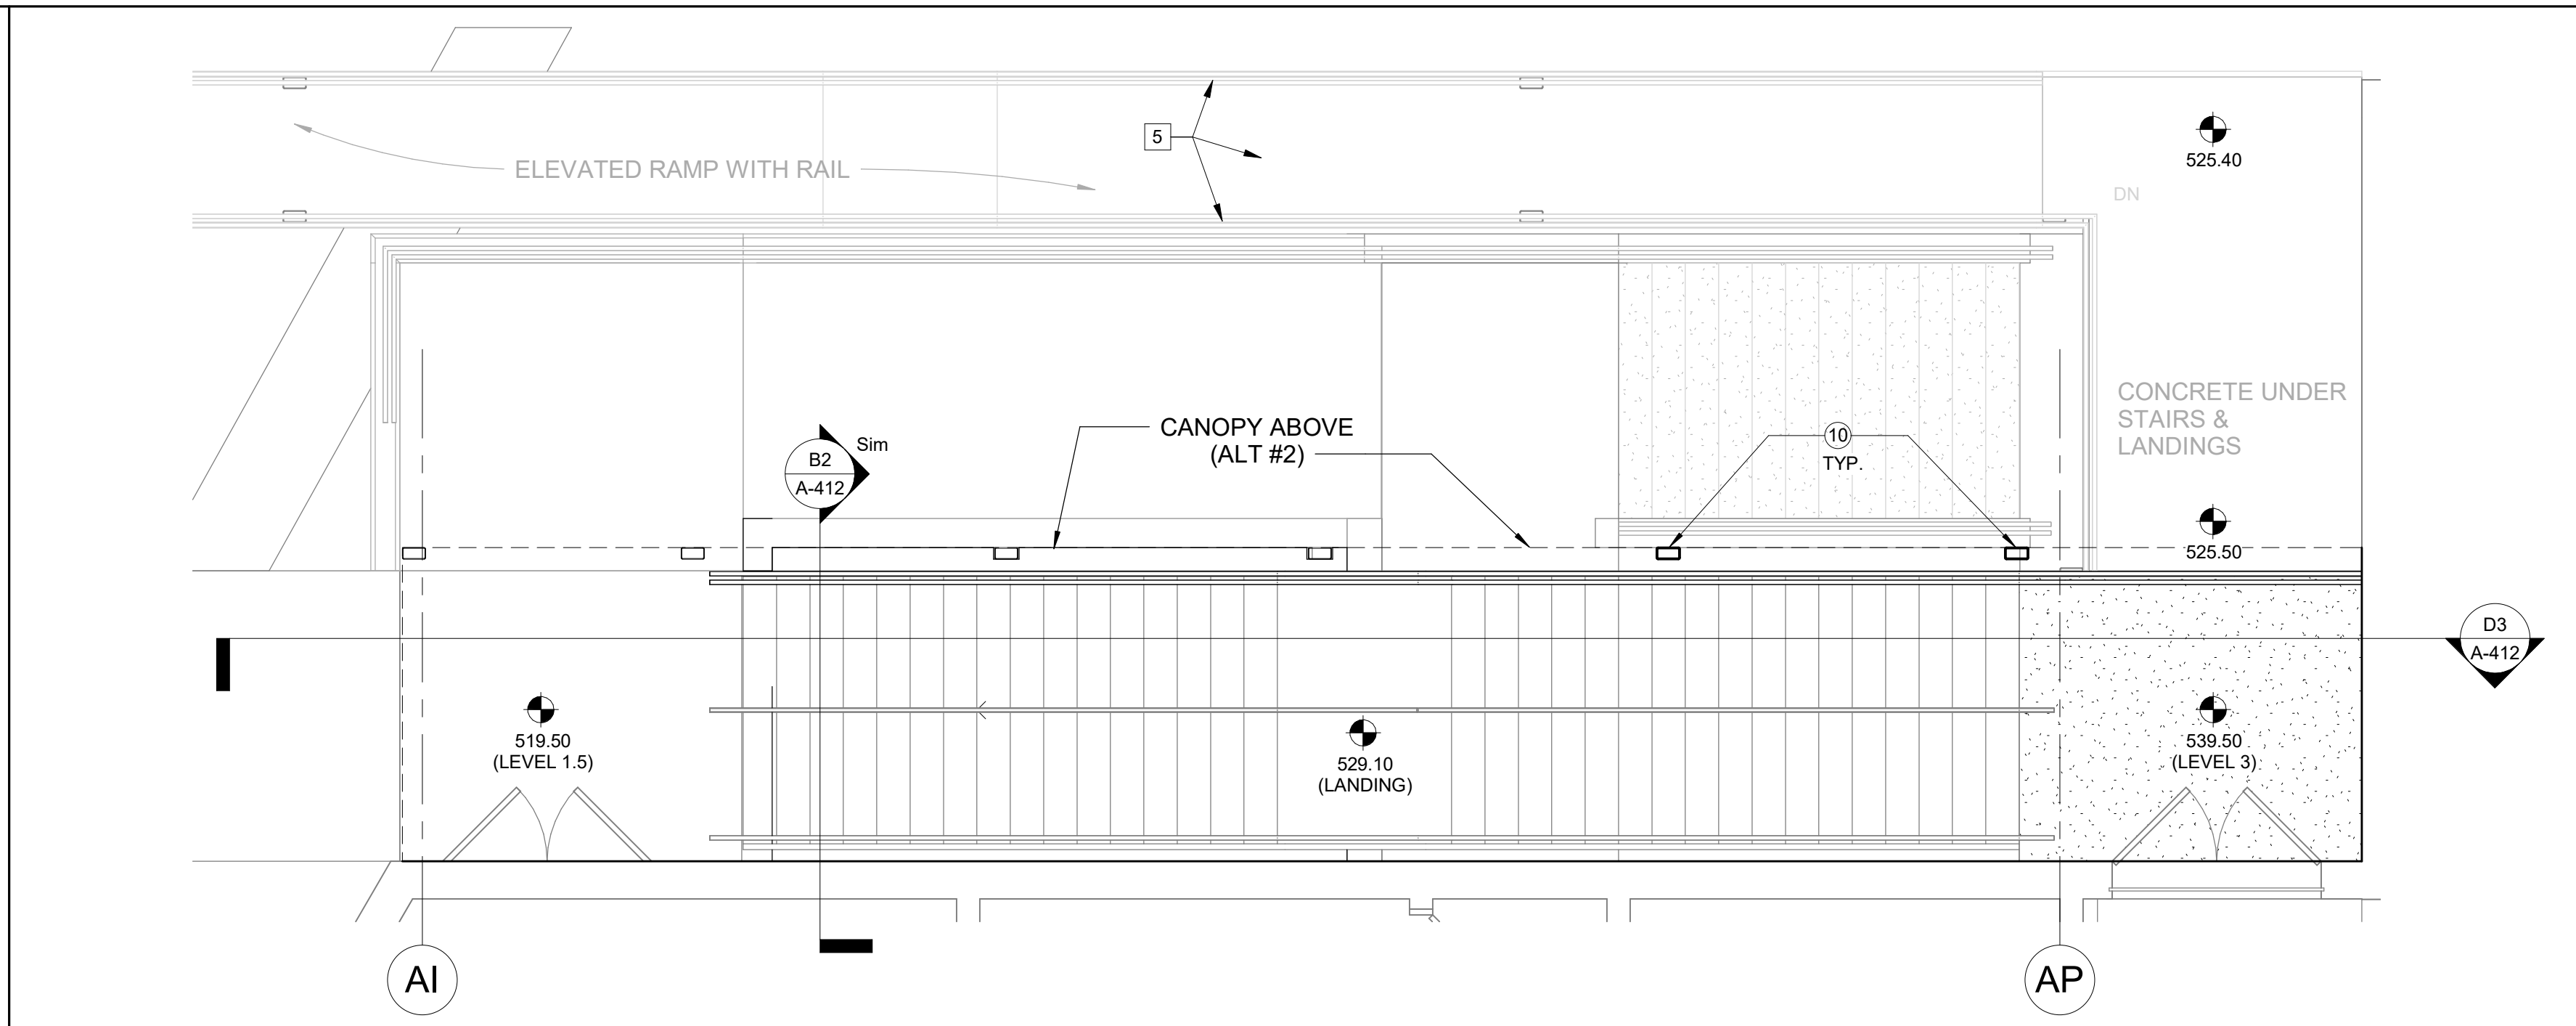 5
ELEVATED RAMP WITH RAIL
525.40
DN
CONCRETE UNDER
STAIRS &
LANDINGS
CANOPY ABOVE
(ALT #2)
10
TYP.
B2
A-412
Sim
525.50
D3
A-412
519.50
(LEVEL 1.5)
529.10
(LANDING)
539.50
(LEVEL 3)
AI
AP